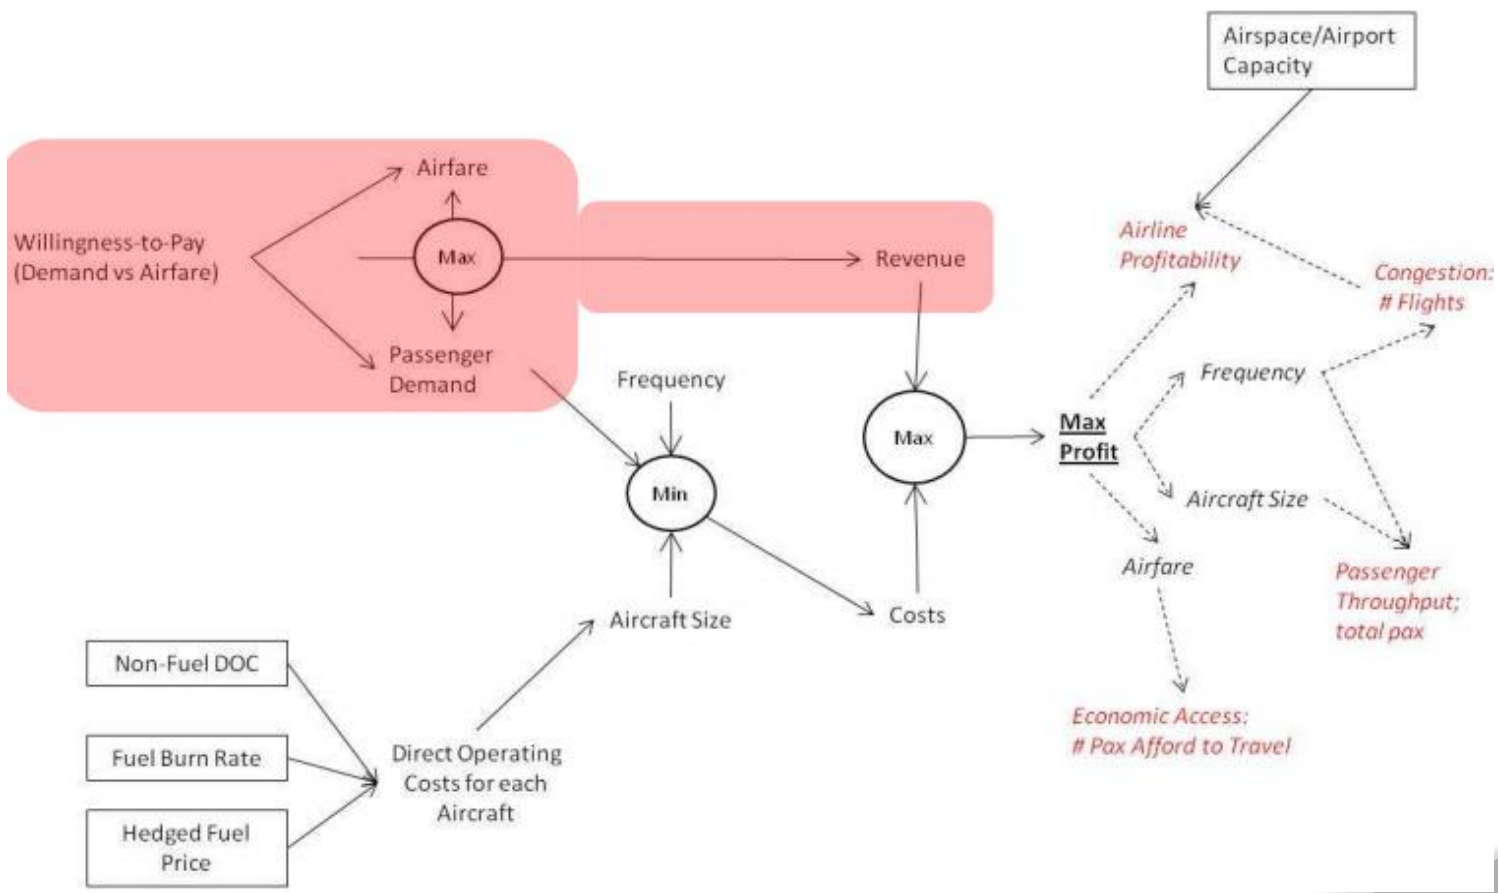 Airspace/Airport
Capacity
Airfare
Willingness-to-Pay
(Demand vs Airfare)
Max
Revenue
Passenger
Demand
Airline
Profitability
Congestion:
# Flights
Frequency
Frequency
Max
Max
Profit
Min
Aircraft Size
Airfare
Passenger
Throughput;
total pax
Aircraft Size
Costs
Non-Fuel DOC
Fuel Burn Rate
Hedged Fuel
Price
Direct Operating
Costs for each
Aircraft
Economic Access:
# Pax Afford to Travel